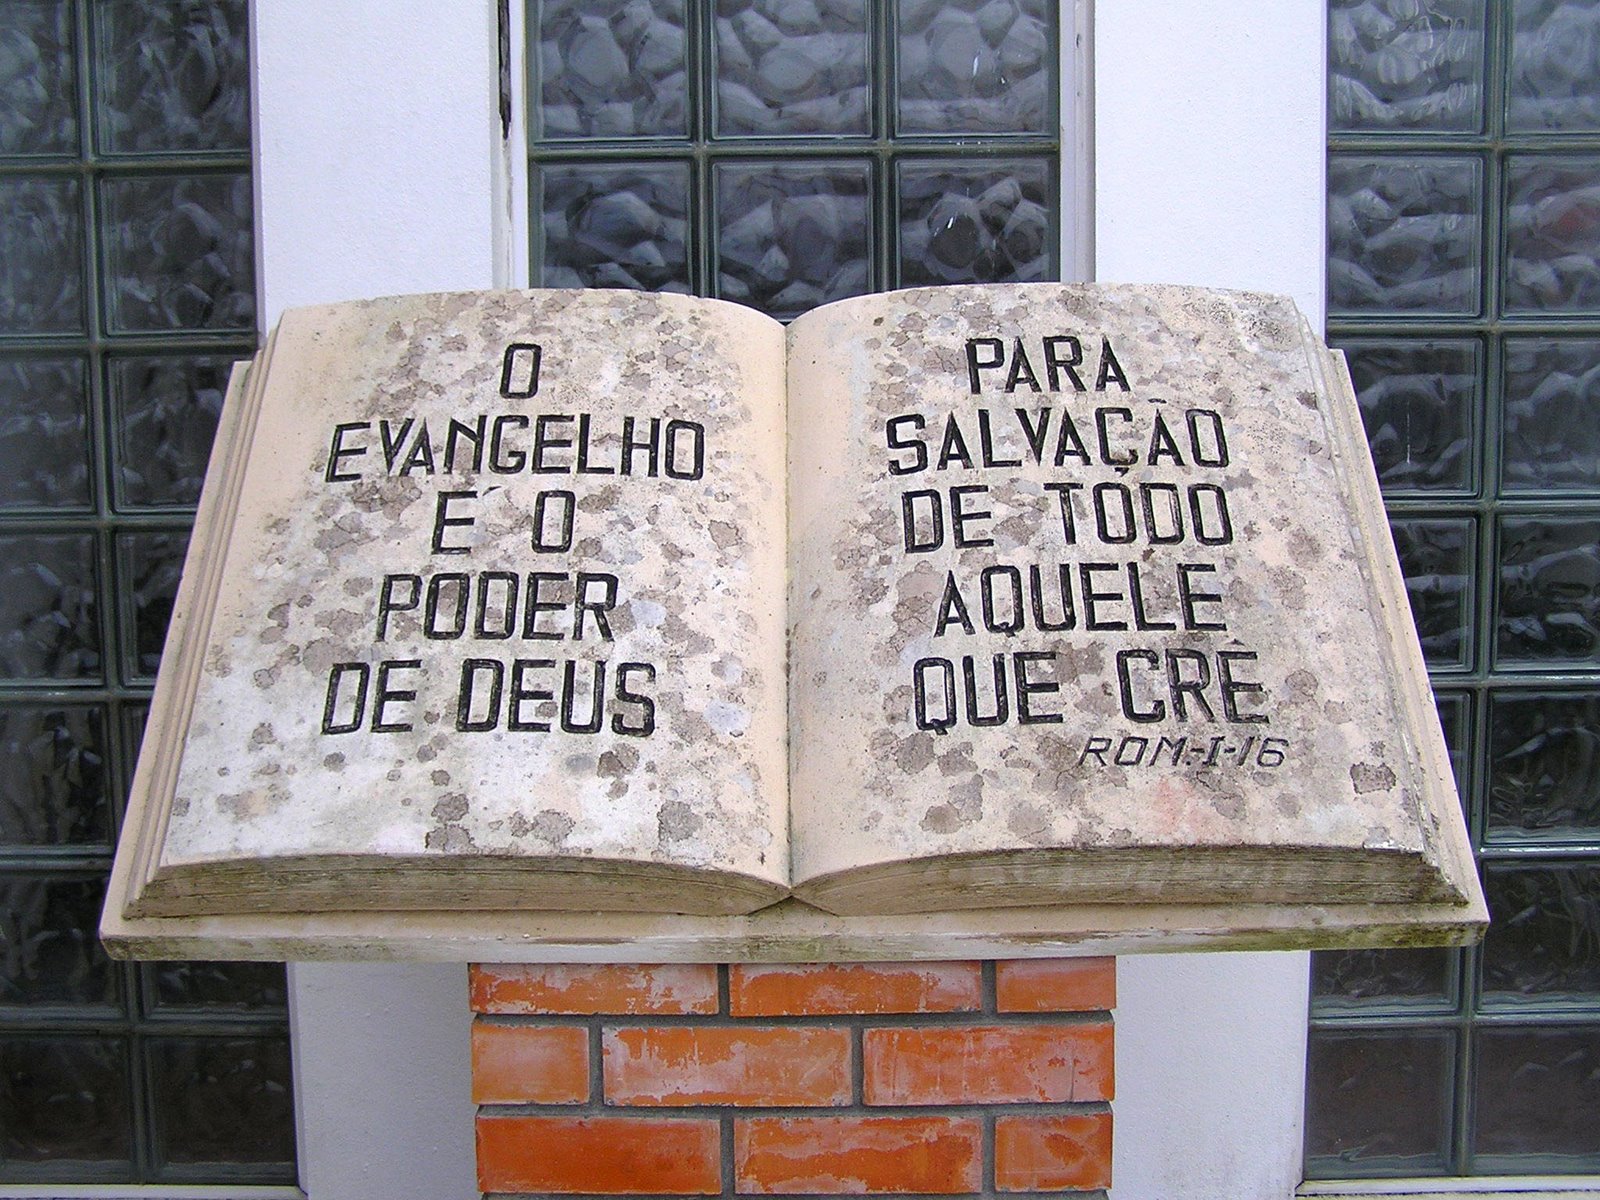 O
EVANGELHO
E´ O
PODER
DE DEUS
PARA
SALVAÇÃO
DE TODO
AQUELE
QUE CRÊ
ROM.-I-16